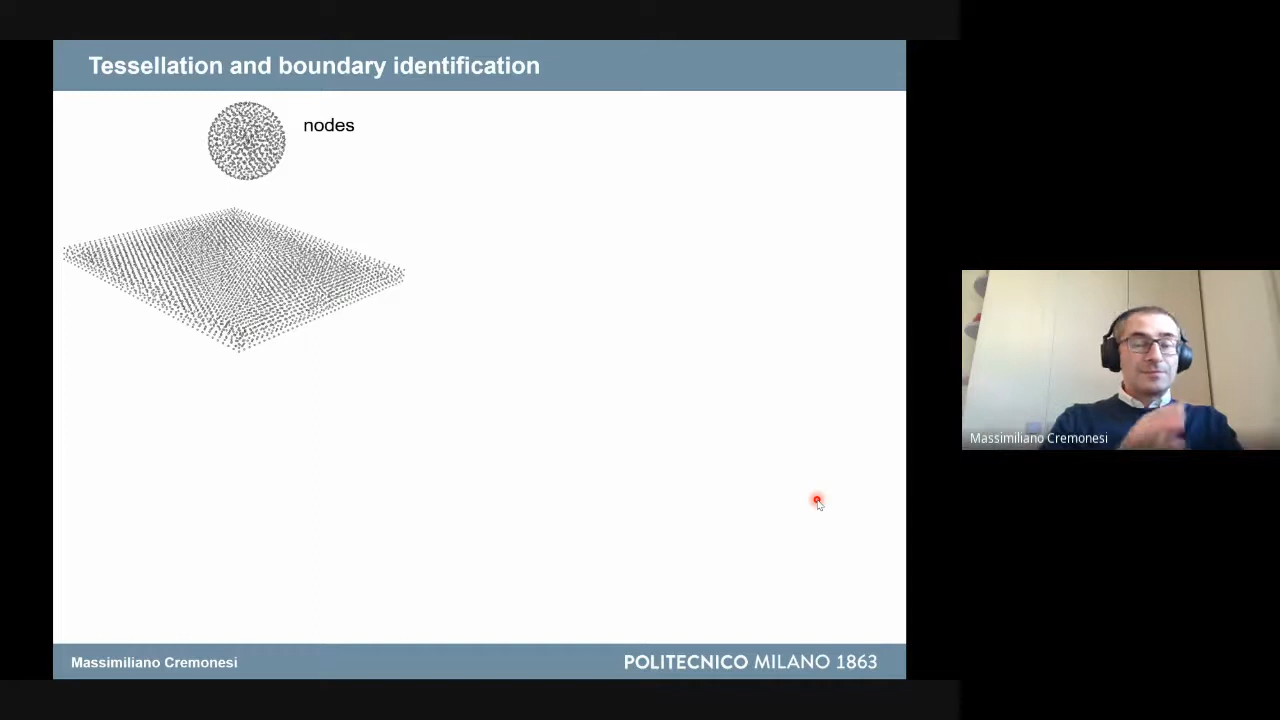 Tessellation and boundary identification
nodes
Massimiliano Cremonesi
Massimiliano Cremonesi
POLITECNICO MILANO 1863